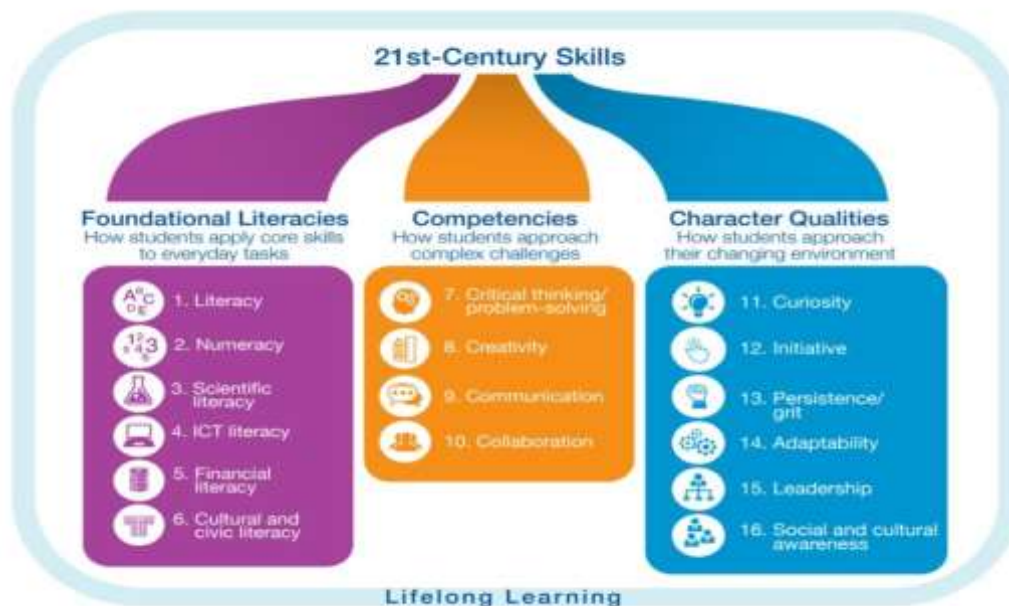 21st-Century Skills
Foundational Literacies
How students apply core skills
to everyday tasks
1. Literacy
2. Numeracy
3. Scientific
literacy
4. ICT literacy
5. Financial
literacy
6. Cultural and
civic literacy
Competencies
How students approach
complex challenges
7. Critical thinking/
problem-solving
8. Creativity
9. Communication
10. Collaboration
Character Qualities
How students approach
their changing environment
11. Curiosity
12. Initiative
13. Persistence/
grit
14. Adaptability
15. Leadership
16. Social and cultural
awareness
Lifelong Learning